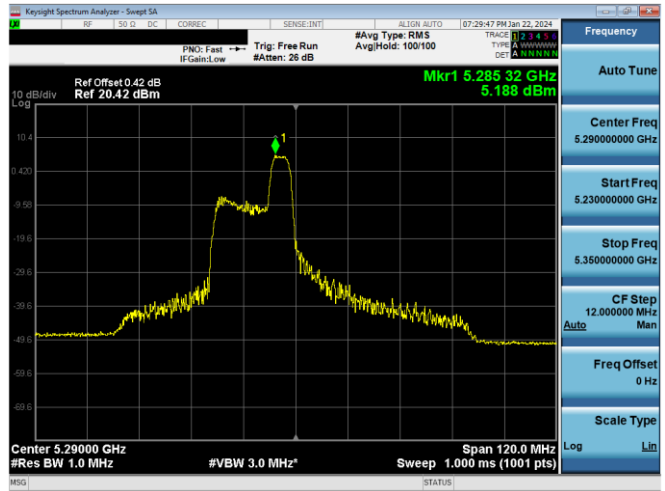 Keysight Spectrum Analyzer - Swept SA
LXI RF 50 Ω DC CORREC SENSE:INT ALIGN AUTO 07:29:47 PM Jan 22, 2024
PNO: Fast Trig: Free Run #Avg Type: RMS TRACE 1 2 3 4 5 6
IFGain:Low #Atten: 26 dB Avg|Hold: 100/100 TYPE A WWWWW
DET A N N N N N
Mkr1 5.285 32 GHz
5.188 dBm
Ref Offset 0.42 dB
10 dB/div Ref 20.42 dBm
Log
1
10.4
0.420
-9.58
-19.6
-29.6
-39.6
-49.6
-59.6
-69.6
Center 5.29000 GHz Span 120.0 MHz
#Res BW 1.0 MHz #VBW 3.0 MHz* Sweep 1.000 ms (1001 pts)
MSG STATUS
Frequency
Auto Tune
Center Freq
5.290000000 GHz
Start Freq
5.230000000 GHz
Stop Freq
5.350000000 GHz
CF Step
12.000000 MHz
Auto Man
Freq Offset
0 Hz
Scale Type
Log Lin